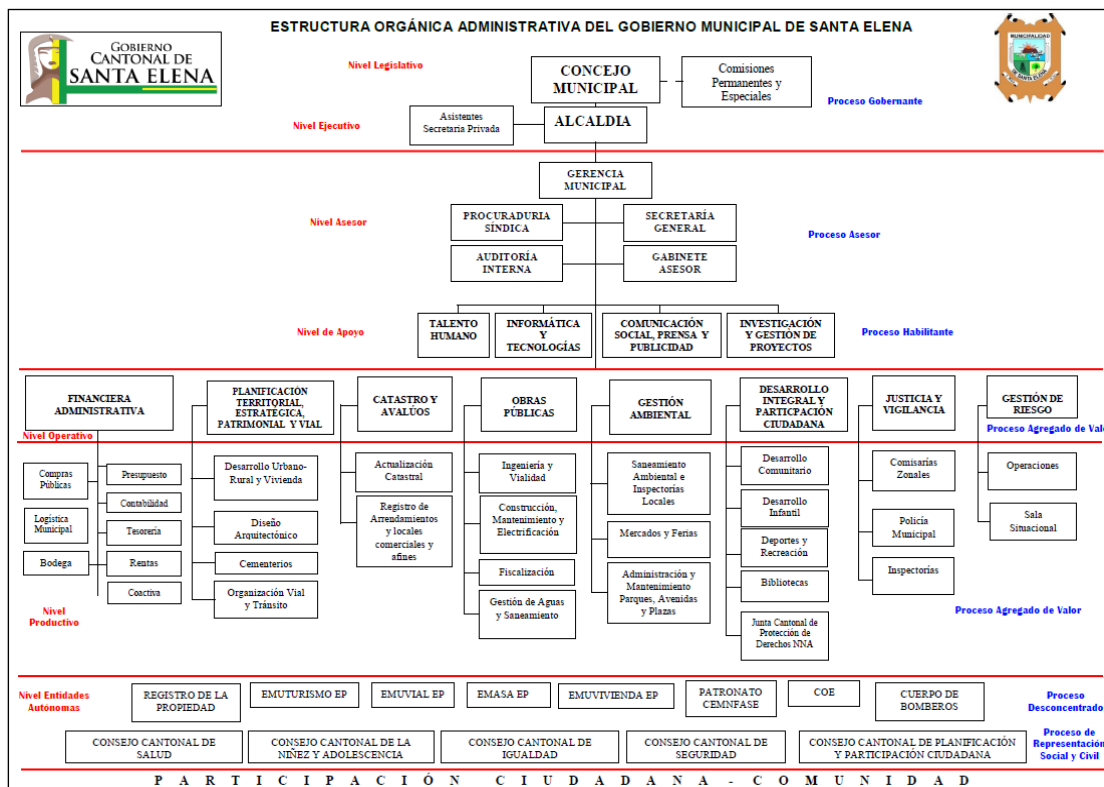 ESTRUCTURA ORGÁNICA ADMINISTRATIVA DEL GOBIERNO MUNICIPAL DE SANTA ELENA
GOBIERNO
CANTONAL DE
SANTA ELENA
MUNICIPALIDAD
DE SANTA ELENA
Nivel Legislativo
CONCEJO
MUNICIPAL
Comisiones
Permanentes y
Especiales
Proceso Gobernante
Nivel Ejecutivo
Asistentes
Secretaria Privada
ALCALDIA
GERENCIA
MUNICIPAL
Nivel Asesor
PROCURADURIA
SÍNDICA
SECRETARÍA
GENERAL
Proceso Asesor
AUDITORÍA
INTERNA
GABINETE
ASESOR
Nivel de Apoyo
TALENTO
HUMANO
INFORMÁTICA
Y
TECNOLOGÍAS
COMUNICACIÓN
SOCIAL, PRENSA Y
PUBLICIDAD
INVESTIGACIÓN
Y GESTIÓN DE
PROYECTOS
Proceso Habilitante
FINANCIERA
ADMINISTRATIVA
PLANIFICACIÓN
TERRITORIAL,
ESTRATÉGICA,
PATRIMONIAL Y VIAL
CATASTRO Y
AVALÚOS
OBRAS
PÚBLICAS
GESTIÓN
AMBIENTAL
DESARROLLO
INTEGRAL Y
PARTICPACIÓN
CIUDADANA
JUSTICIA Y
VIGILANCIA
GESTIÓN DE
RIESGO
Nivel Operativo
Proceso Agregado de Valo
Compras
Públicas
Logística
Municipal
Bodega
Presupuesto
Contabilidad
Tesorería
Rentas
Coactiva
Desarrollo Urbano-
Rural y Vivienda
Diseño
Arquitectónico
Cementerios
Organización Vial
y Tránsito
Actualización
Catastral
Registro de
Arrendamientos
y locales
comerciales y
afines
Ingeniería y
Vialidad
Construcción,
Mantenimiento y
Electrificación
Fiscalización
Gestión de Aguas
y Saneamiento
Saneamiento
Ambiental e
Inspectorías
Locales
Mercados y Ferias
Administración y
Mantenimiento
Parques, Avenidas
y Plazas
Desarrollo
Comunitario
Desarrollo
Infantil
Deportes y
Recreación
Bibliotecas
Junta Cantonal de
Protección de
Derechos NNA
Comisarías
Zonales
Policía
Municipal
Inspectorías
Operaciones
Sala
Situacional
Nivel
Productivo
Proceso Agregado de Valor
Nivel Entidades
Autónomas
REGISTRO DE LA
PROPIEDAD
EMUTURISMO EP
EMUVIAL EP
EMASA EP
EMUVIVIENDA EP
PATRONATO
CEMNFASE
COE
CUERPO DE
BOMBEROS
Proceso
Desconcentrado
CONSEJO CANTONAL DE
SALUD
CONSEJO CANTONAL DE LA
NIÑEZ Y ADOLESCENCIA
CONSEJO CANTONAL DE
IGUALDAD
CONSEJO CANTONAL DE
SEGURIDAD
CONSEJO CANTONAL DE PLANIFICACIÓN
Y PARTICIPACIÓN CIUDADANA
Proceso de
Representación
Social y Civil
P A R T I C I P A C I Ó N C I U D A D A N A - C O M U N I D A D